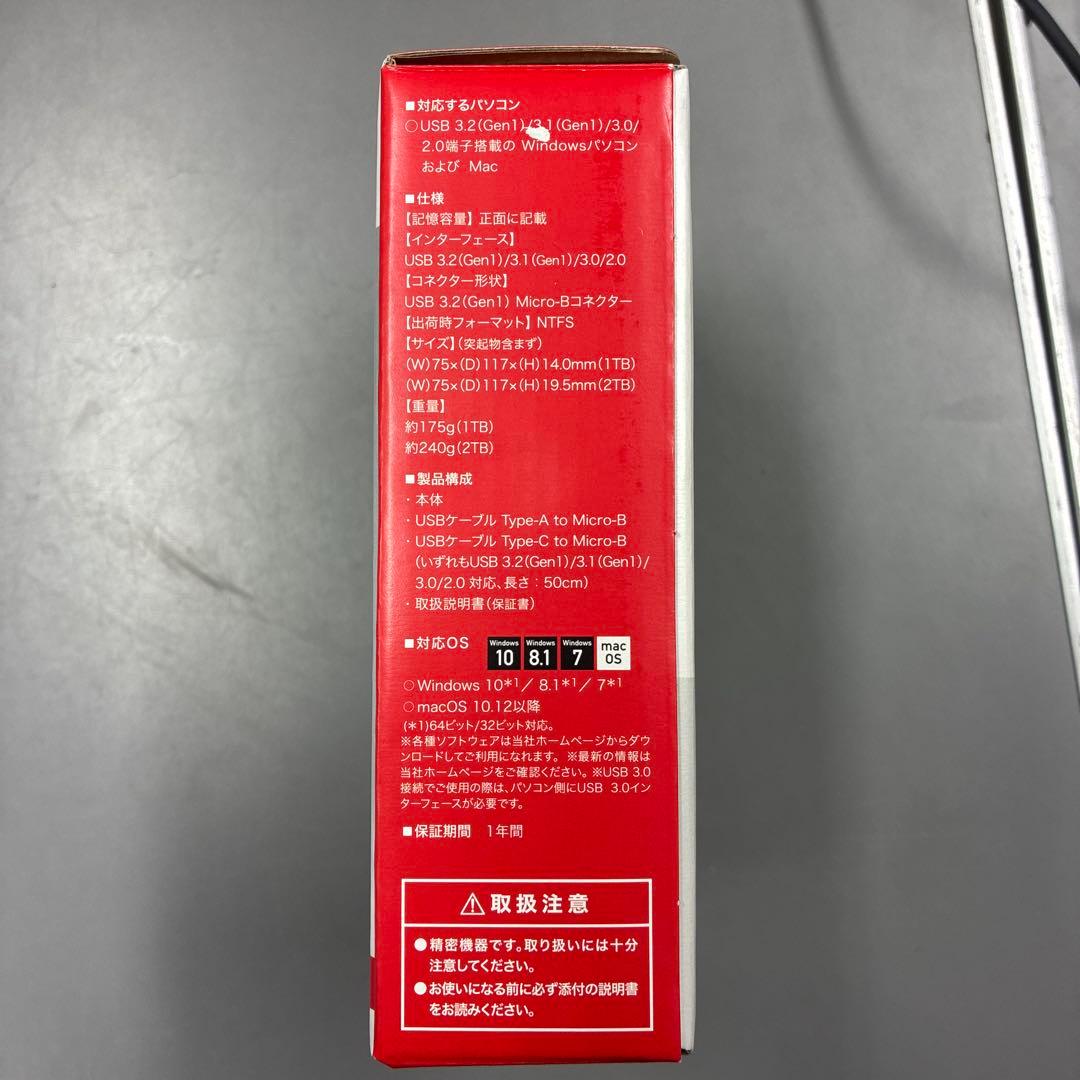 ■対応するパソコン
○USB 3.2(Gen1)/3.1(Gen1)/3.0/
2.0端子搭載の Windowsパソコン
および Mac
■仕様
【記憶容量】正面に記載
【インターフェース】
USB 3.2(Gen1)/3.1(Gen1)/3.0/2.0
【コネクター形状】
USB 3.2(Gen1) Micro-Bコネクター
【出荷時フォーマット】NTFS
【サイズ】(突起物含まず)
(W)75×(D)117×(H)14.0mm(1TB)
(W)75×(D)117×(H)19.5mm(2TB)
【重量】
約175g(1TB)
約240g(2TB)
■製品構成
・本体
・USBケーブル Type-A to Micro-B
・USBケーブル Type-C to Micro-B
(いずれもUSB 3.2(Gen1)/3.1(Gen1)/
3.0/2.0 対応、長さ：50cm)
・取扱説明書(保証書)
■対応OS Windows 10 Windows 8.1 Windows 7 mac OS
○Windows 10*1／ 8.1*1／ 7*1
○macOS 10.12以降
(*1)64ビット/32ビット対応。
※各種ソフトウェアは当社ホームページからダウ
ンロードしてご利用になれます。※最新の情報は
当社ホームページをご確認ください。※USB 3.0
接続でご使用の際は、パソコン側にUSB 3.0イン
ターフェースが必要です。
■保証期間 1年間
⚠取扱注意
●精密機器です。取り扱いには十分
注意してください。
●お使いになる前に必ず添付の説明書
をお読みください。